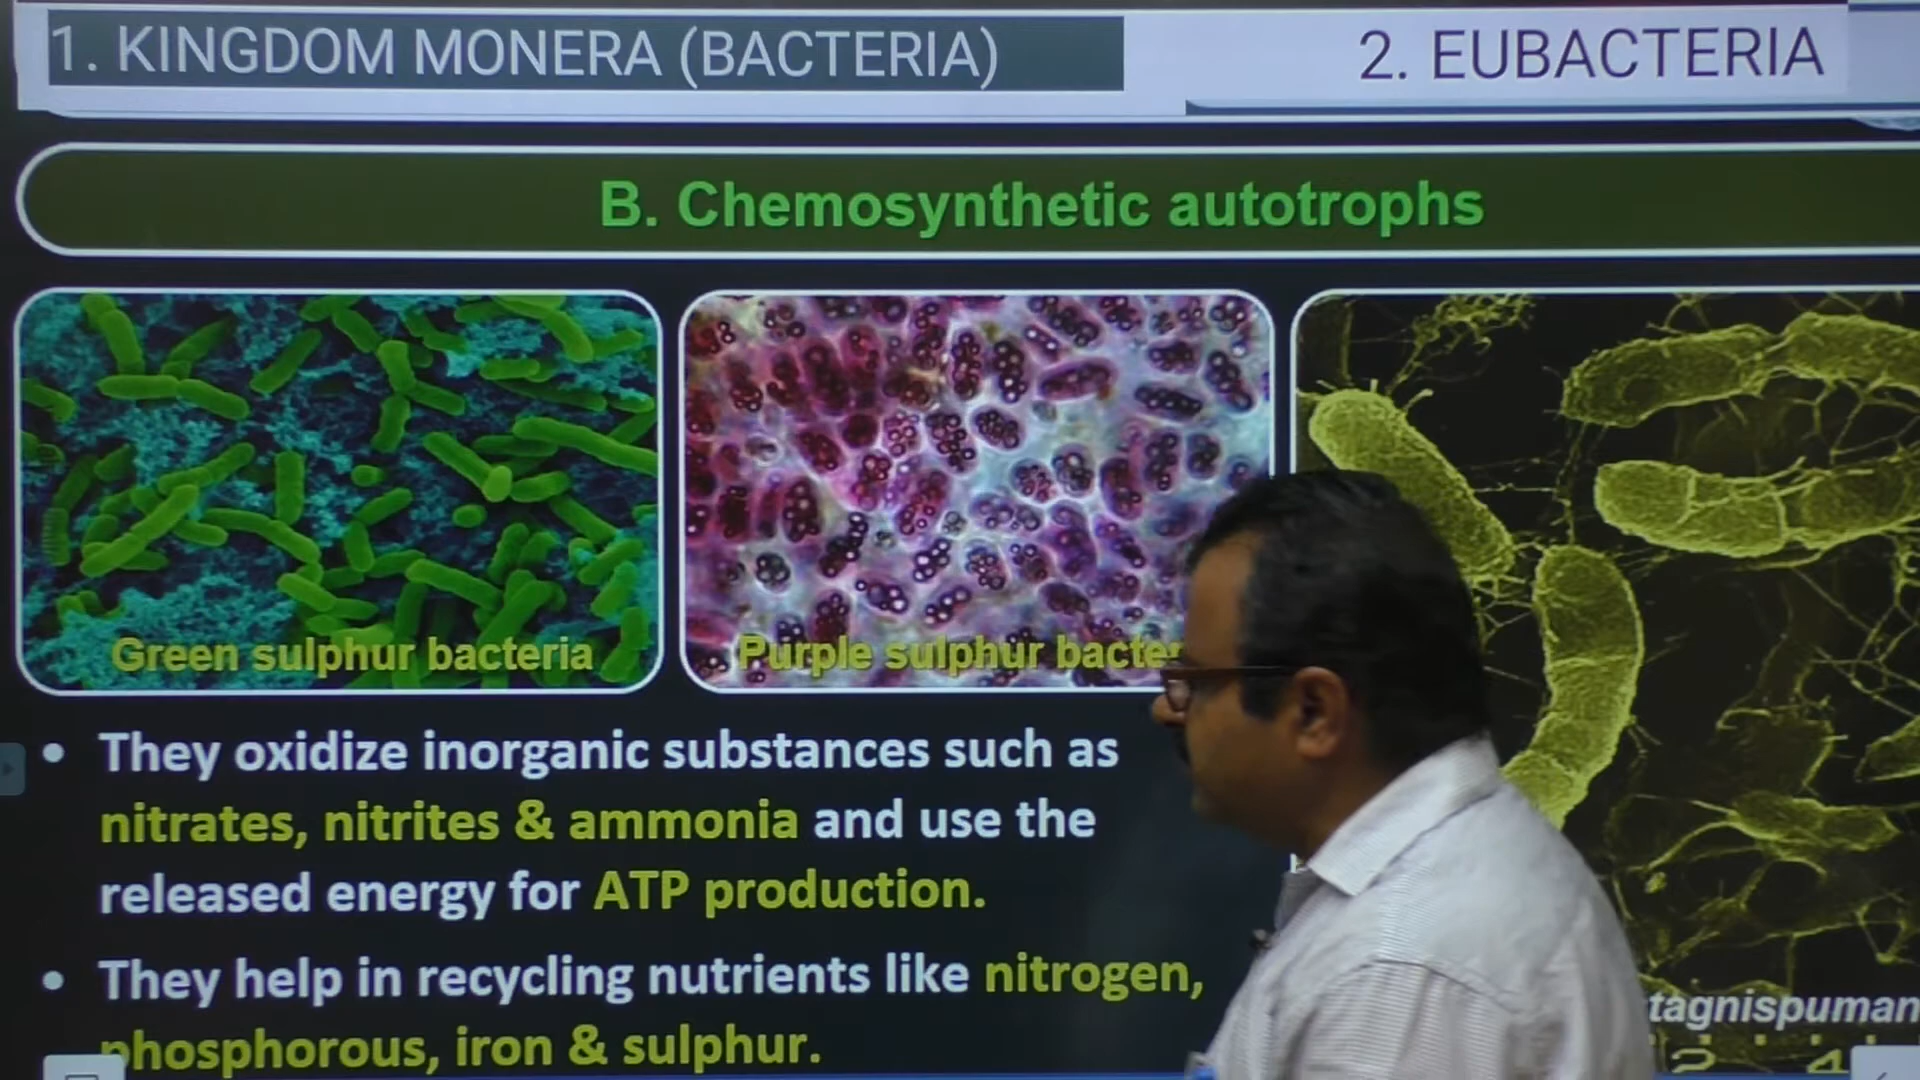 1. KINGDOM MONERA (BACTERIA)
2. EUBACTERIA
B. Chemosynthetic autotrophs
Green sulphur bacteria
Purple sulphur
They oxidize inorganic substances such as
nitrates, nitrites & ammonia and use the
released energy for ATP production.
They help in recycling nutrients like nitrogen,
phosphorous, iron & sulphur.
tagnispuman
2 4